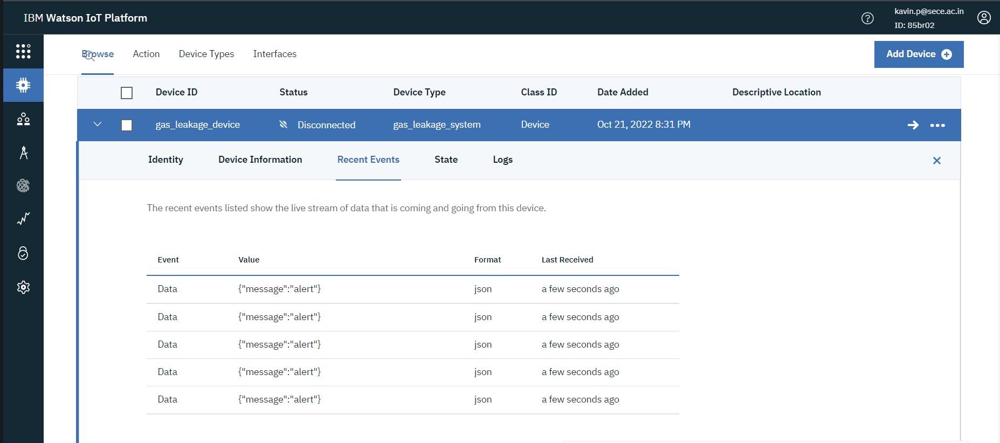 IBM Watson IoT Platform
kavin.p@sece.ac.in
ID: 85br02
Browse Action Device Types Interfaces
Add Device
Device ID Status Device Type Class ID Date Added Descriptive Location
gas_leakage_device Disconnected gas_leakage_system Device Oct 21, 2022 8:31 PM
Identity Device Information Recent Events State Logs
The recent events listed show the live stream of data that is coming and going from this device.
Event Value Format Last Received
Data {"message":"alert"} json a few seconds ago
Data {"message":"alert"} json a few seconds ago
Data {"message":"alert"} json a few seconds ago
Data {"message":"alert"} json a few seconds ago
Data {"message":"alert"} json a few seconds ago